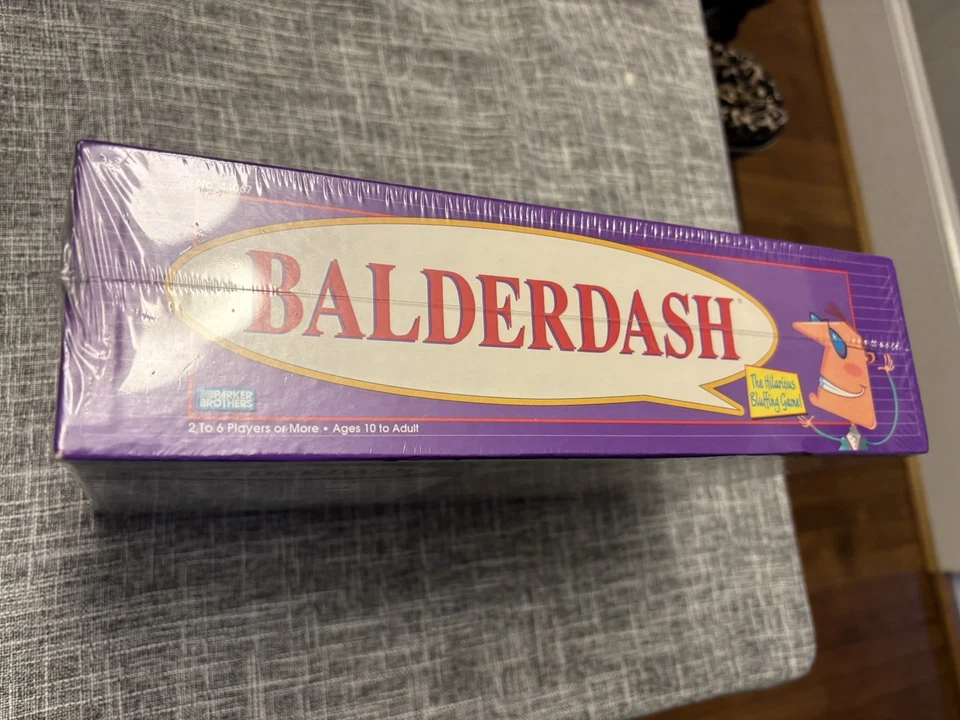 BALDERDASH®
The Hilarious
Bluffing Game!
PARKER
BROTHERS
2 To 6 Players or More • Ages 10 to Adult